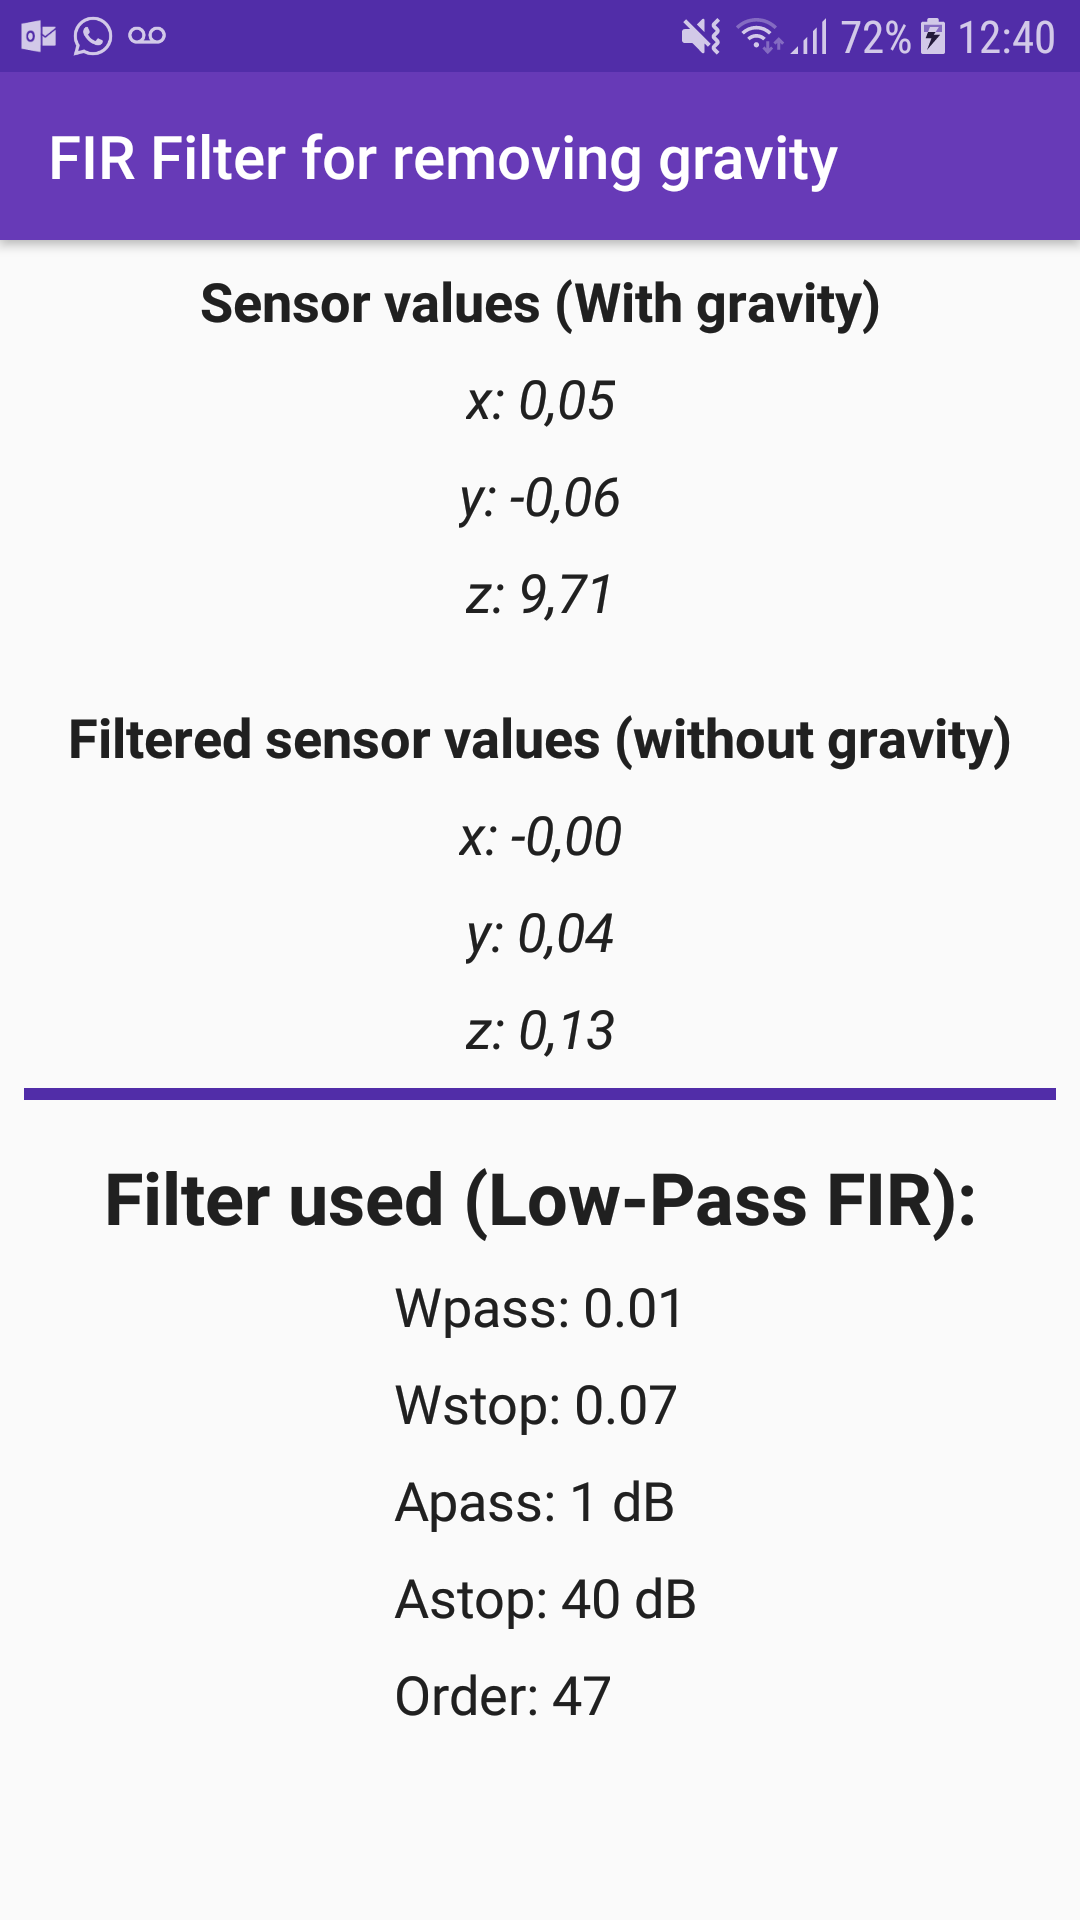 72% 12:40
FIR Filter for removing gravity
Sensor values (With gravity)
x: 0,05
y: -0,06
z: 9,71
Filtered sensor values (without gravity)
x: -0,00
y: 0,04
z: 0,13
Filter used (Low-Pass FIR):
Wpass: 0.01
Wstop: 0.07
Apass: 1 dB
Astop: 40 dB
Order: 47